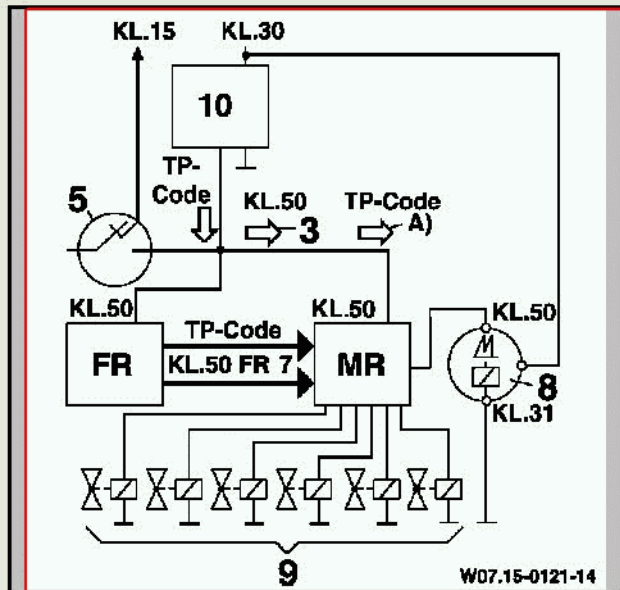 KL.15
KL.30
10
TP-
Code
5
KL.50
3
TP-Code
A)
KL.50
KL.50
KL.50
FR
TP-Code
KL.50 FR 7
MR
8
KL.31
9
W07.15-0121-14